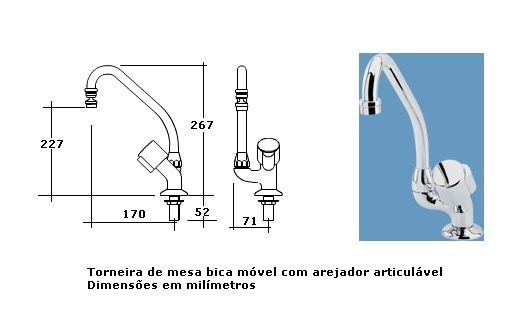 267
227
170
52
71
Torneira de mesa bica móvel com arejador articulável
Dimensões em milímetros